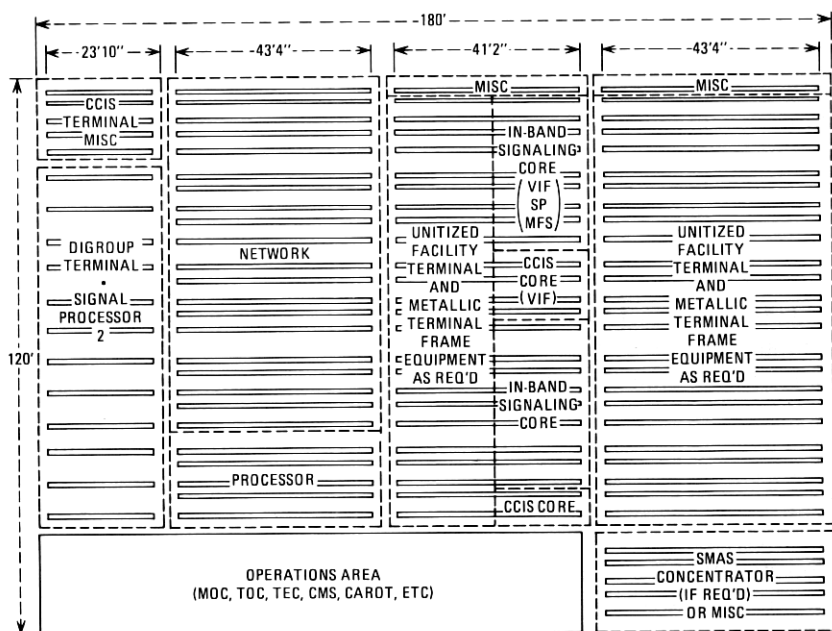 180'
23'10"
43'4"
41'2"
43'4"
120'
CCIS
TERMINAL
MISC
DIGROUP
TERMINAL
•
SIGNAL
PROCESSOR
2
NETWORK
PROCESSOR
MISC
IN-BAND
SIGNALING
CORE
(VIF
SP
MFS)
UNITIZED
FACILITY
TERMINAL
AND
METALLIC
TERMINAL
FRAME
EQUIPMENT
AS REQ'D
CCIS
CORE
(VIF)
IN-BAND
SIGNALING
CORE
CCIS CORE
MISC
UNITIZED
FACILITY
TERMINAL
AND
METALLIC
TERMINAL
FRAME
EQUIPMENT
AS REQ'D
OPERATIONS AREA
(MOC, TOC, TEC, CMS, CAROT, ETC)
SMAS
CONCENTRATOR
(IF REQ'D)
OR MISC